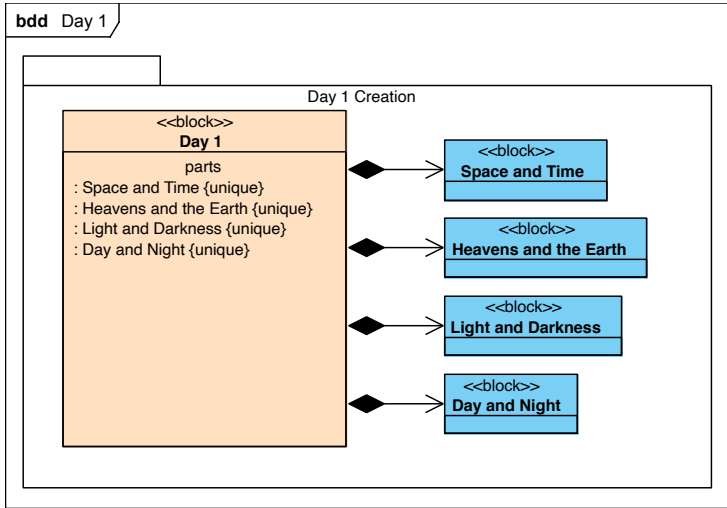 bdd Day 1
Day 1 Creation
<<block>>
Day 1
parts
: Space and Time {unique}
: Heavens and the Earth {unique}
: Light and Darkness {unique}
: Day and Night {unique}
<<block>>
Space and Time
<<block>>
Heavens and the Earth
<<block>>
Light and Darkness
<<block>>
Day and Night